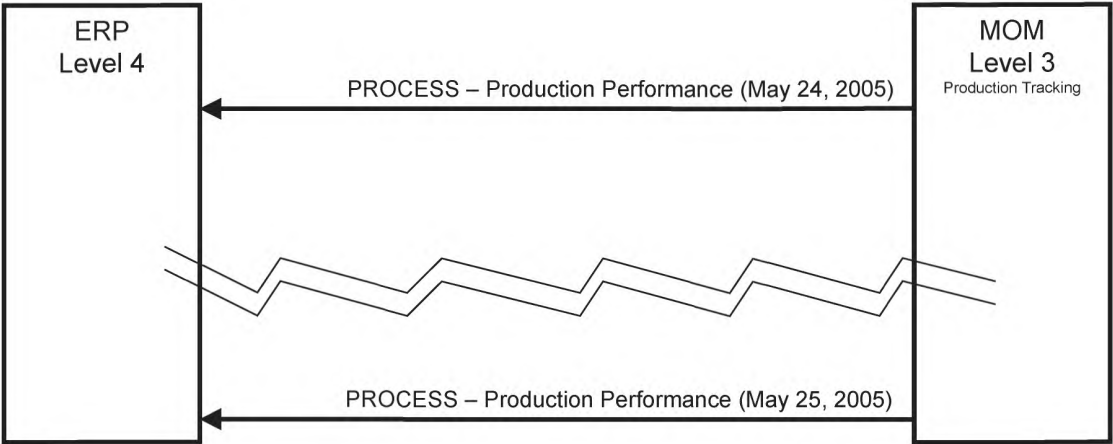 ERP
Level 4
MOM
Level 3
Production Tracking
PROCESS – Production Performance (May 24, 2005)
PROCESS – Production Performance (May 25, 2005)